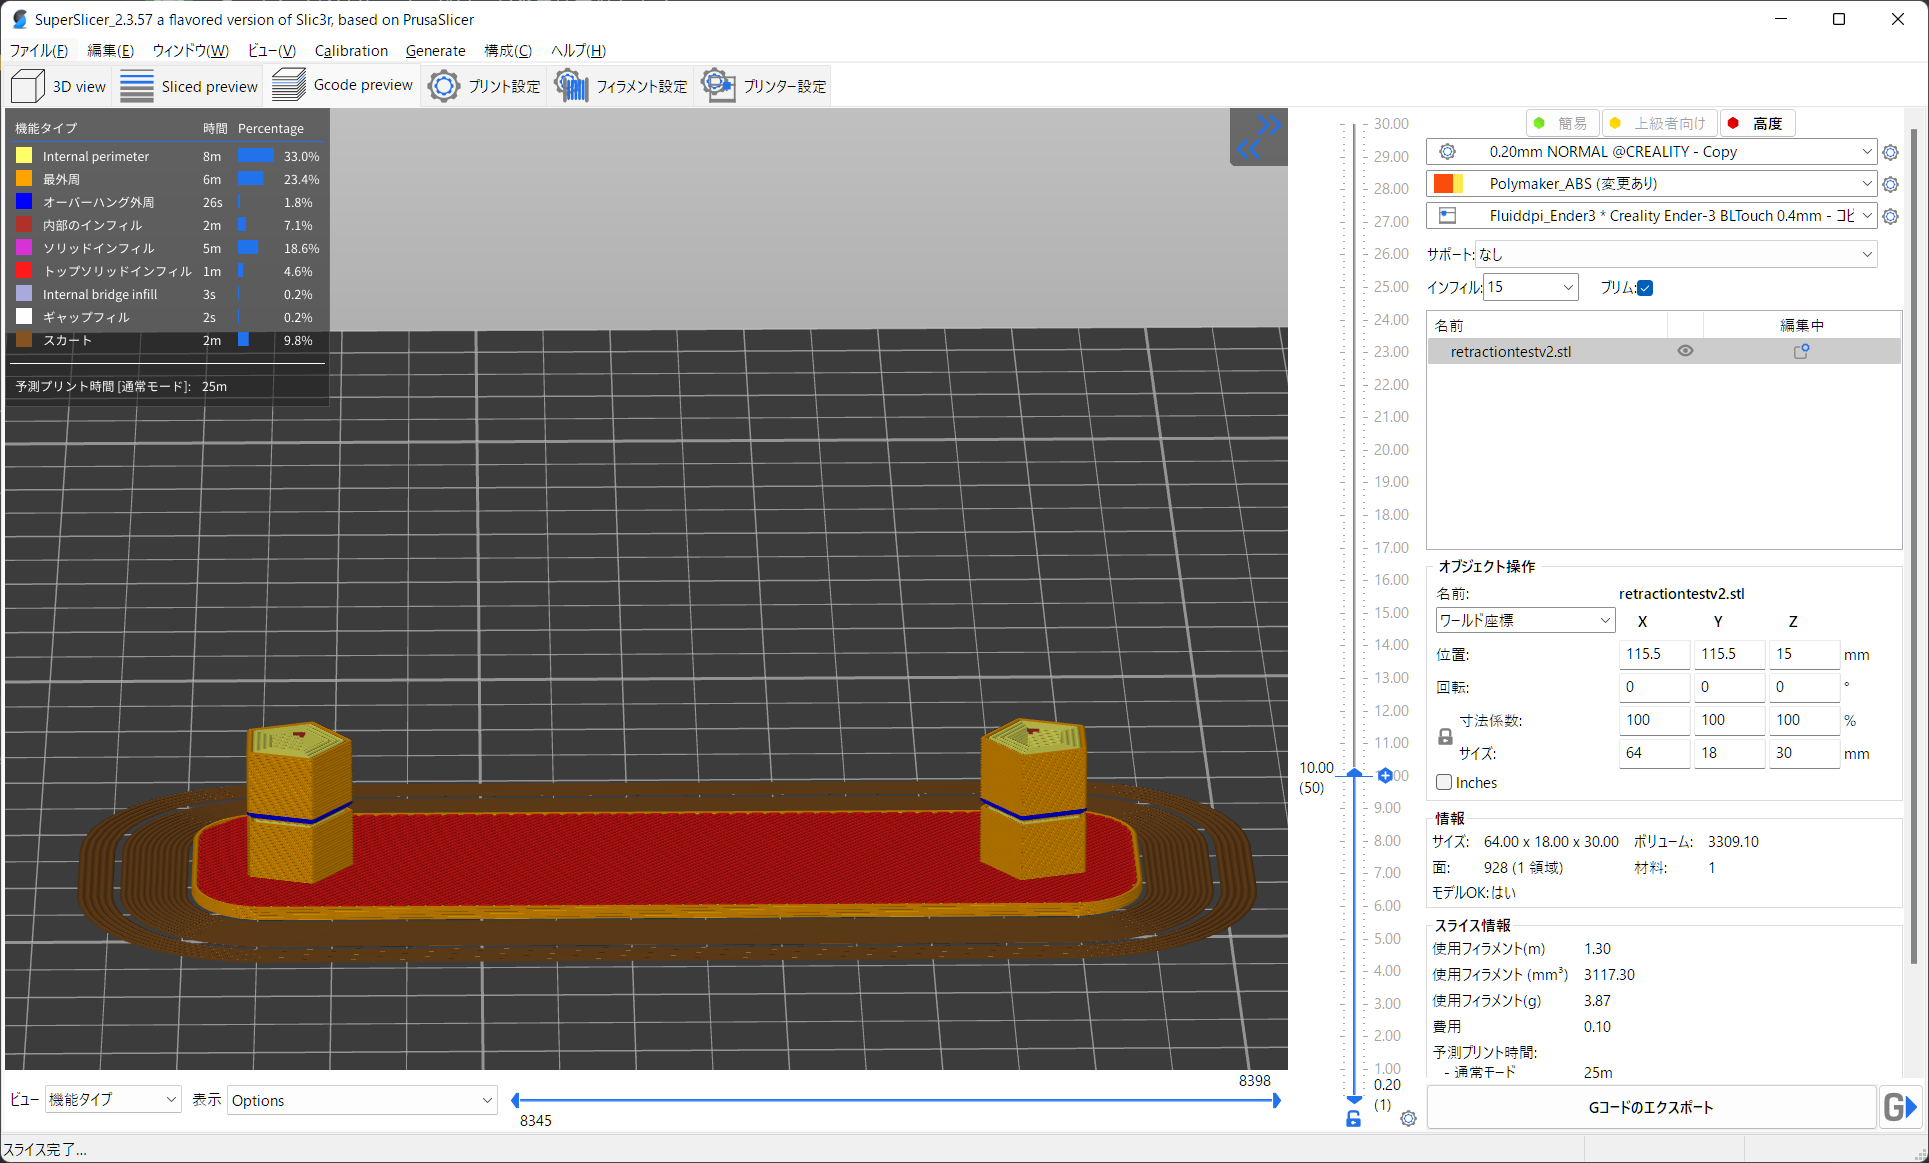 SuperSlicer_2.3.57 a flavored version of Slic3r, based on PrusaSlicer
ファイル(F) 編集(E) ウィンドウ(W) ビュー(V) Calibration Generate 構成(C) ヘルプ(H)
3D view Sliced preview Gcode preview プリント設定 フィラメント設定 プリンター設定
機能タイプ 時間 Percentage
Internal perimeter 8m 33.0%
最外周 6m 23.4%
オーバーハング外周 26s 1.8%
内部のインフィル 2m 7.1%
ソリッドインフィル 5m 18.6%
トップソリッドインフィル 1m 4.6%
Internal bridge infill 3s 0.2%
ギャップフィル 2s 0.2%
スカート 2m 9.8%
予測プリント時間 [通常モード]: 25m
30.00
29.00
28.00
27.00
26.00
25.00
24.00
23.00
22.00
21.00
20.00
19.00
18.00
17.00
16.00
15.00
14.00
13.00
12.00
11.00
10.00
(50)
00
9.00
8.00
7.00
6.00
5.00
4.00
3.00
2.00
1.00
0.20
(1)
簡易 上級者向け 高度
0.20mm NORMAL @CREALITY - Copy
Polymaker_ABS (変更あり)
Fluiddpi_Ender3 * Creality Ender-3 BLTouch 0.4mm - コピ
サポート: なし
インフィル: 15 ブリム:
名前 編集中
retractiontestv2.stl
オブジェクト操作
名前: retractiontestv2.stl
ワールド座標 X Y Z
位置: 115.5 115.5 15 mm
回転: 0 0 0 °
寸法係数: 100 100 100 %
サイズ: 64 18 30 mm
Inches
情報
サイズ: 64.00 x 18.00 x 30.00 ボリューム: 3309.10
面: 928 (1 領域) 材料: 1
モデルOK: はい
スライス情報
使用フィラメント(m) 1.30
使用フィラメント (mm³) 3117.30
使用フィラメント(g) 3.87
費用 0.10
予測プリント時間:
- 通常モード 25m
Gコードのエクスポート G
8398
ビュー 機能タイプ 表示 Options
8345
スライス完了...